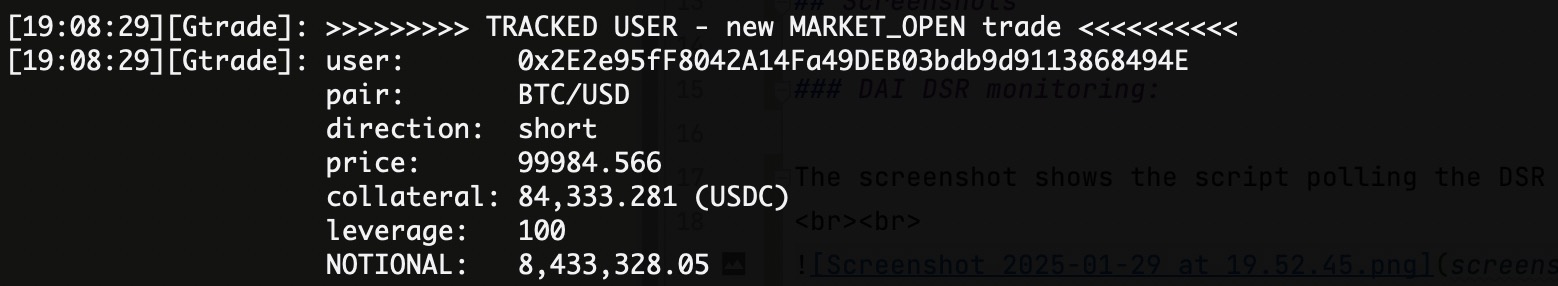 [19:08:29][Gtrade]: >>>>>>>>> TRACKED USER - new MARKET_OPEN trade <<<<<<<<<<
[19:08:29][Gtrade]: user: 0x2E2e95fF8042A14Fa49DEB03bdb9d9113868494E
pair: BTC/USD
direction: short
price: 99984.566
collateral: 84,333.281 (USDC)
leverage: 100
NOTIONAL: 8,433,328.05
## Screenshots
15 ### DAI DSR monitoring:
16
17 The screenshot shows the script polling the DSR
18 <br><br>
![Screenshot 2025-01-29 at 19.52.45.png](screens